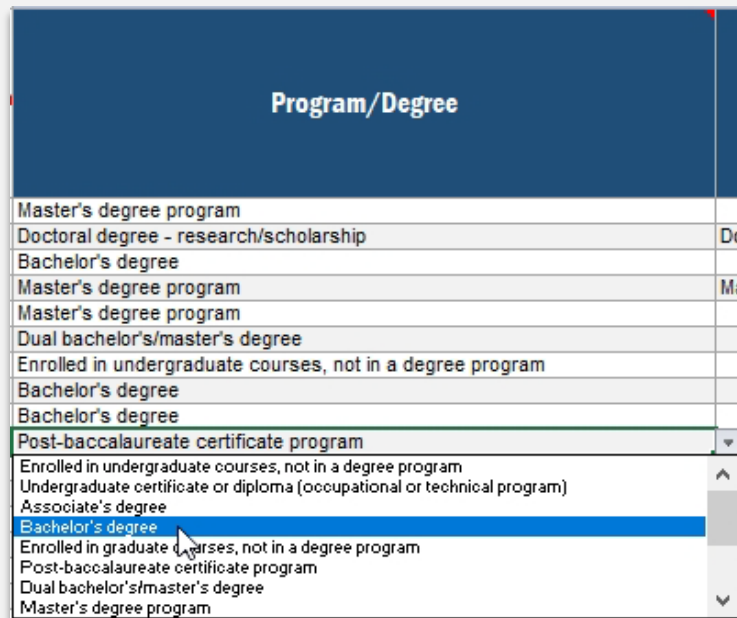 Program/Degree
Master's degree program
Doctoral degree - research/scholarship
Do
Bachelor's degree
Master's degree program
Ma
Master's degree program
Dual bachelor's/master's degree
Enrolled in undergraduate courses, not in a degree program
Bachelor's degree
Bachelor's degree
Post-baccalaureate certificate program
Enrolled in undergraduate courses, not in a degree program
Undergraduate certificate or diploma (occupational or technical program)
Associate's degree
Bachelor's degree
Enrolled in graduate courses, not in a degree program
Post-baccalaureate certificate program
Dual bachelor's/master's degree
Master's degree program